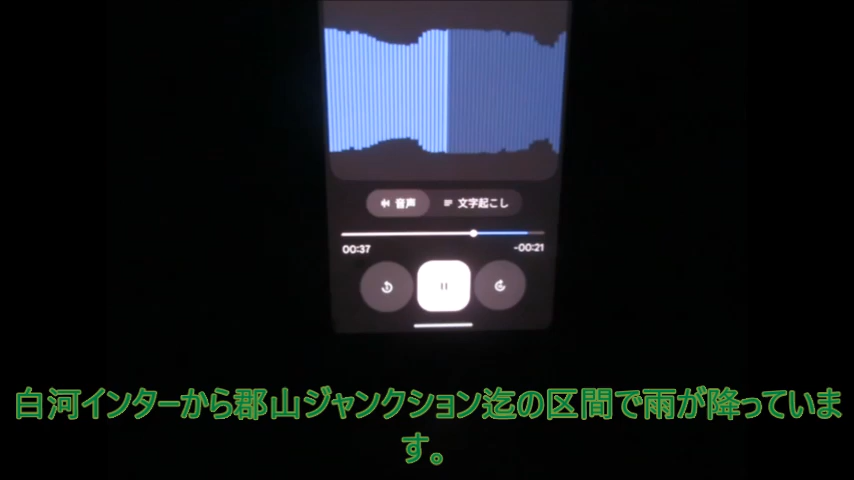 音声 文字起こし
00:37 -00:21
白河インターから郡山ジャンクション迄の区間で雨が降っていま
す。